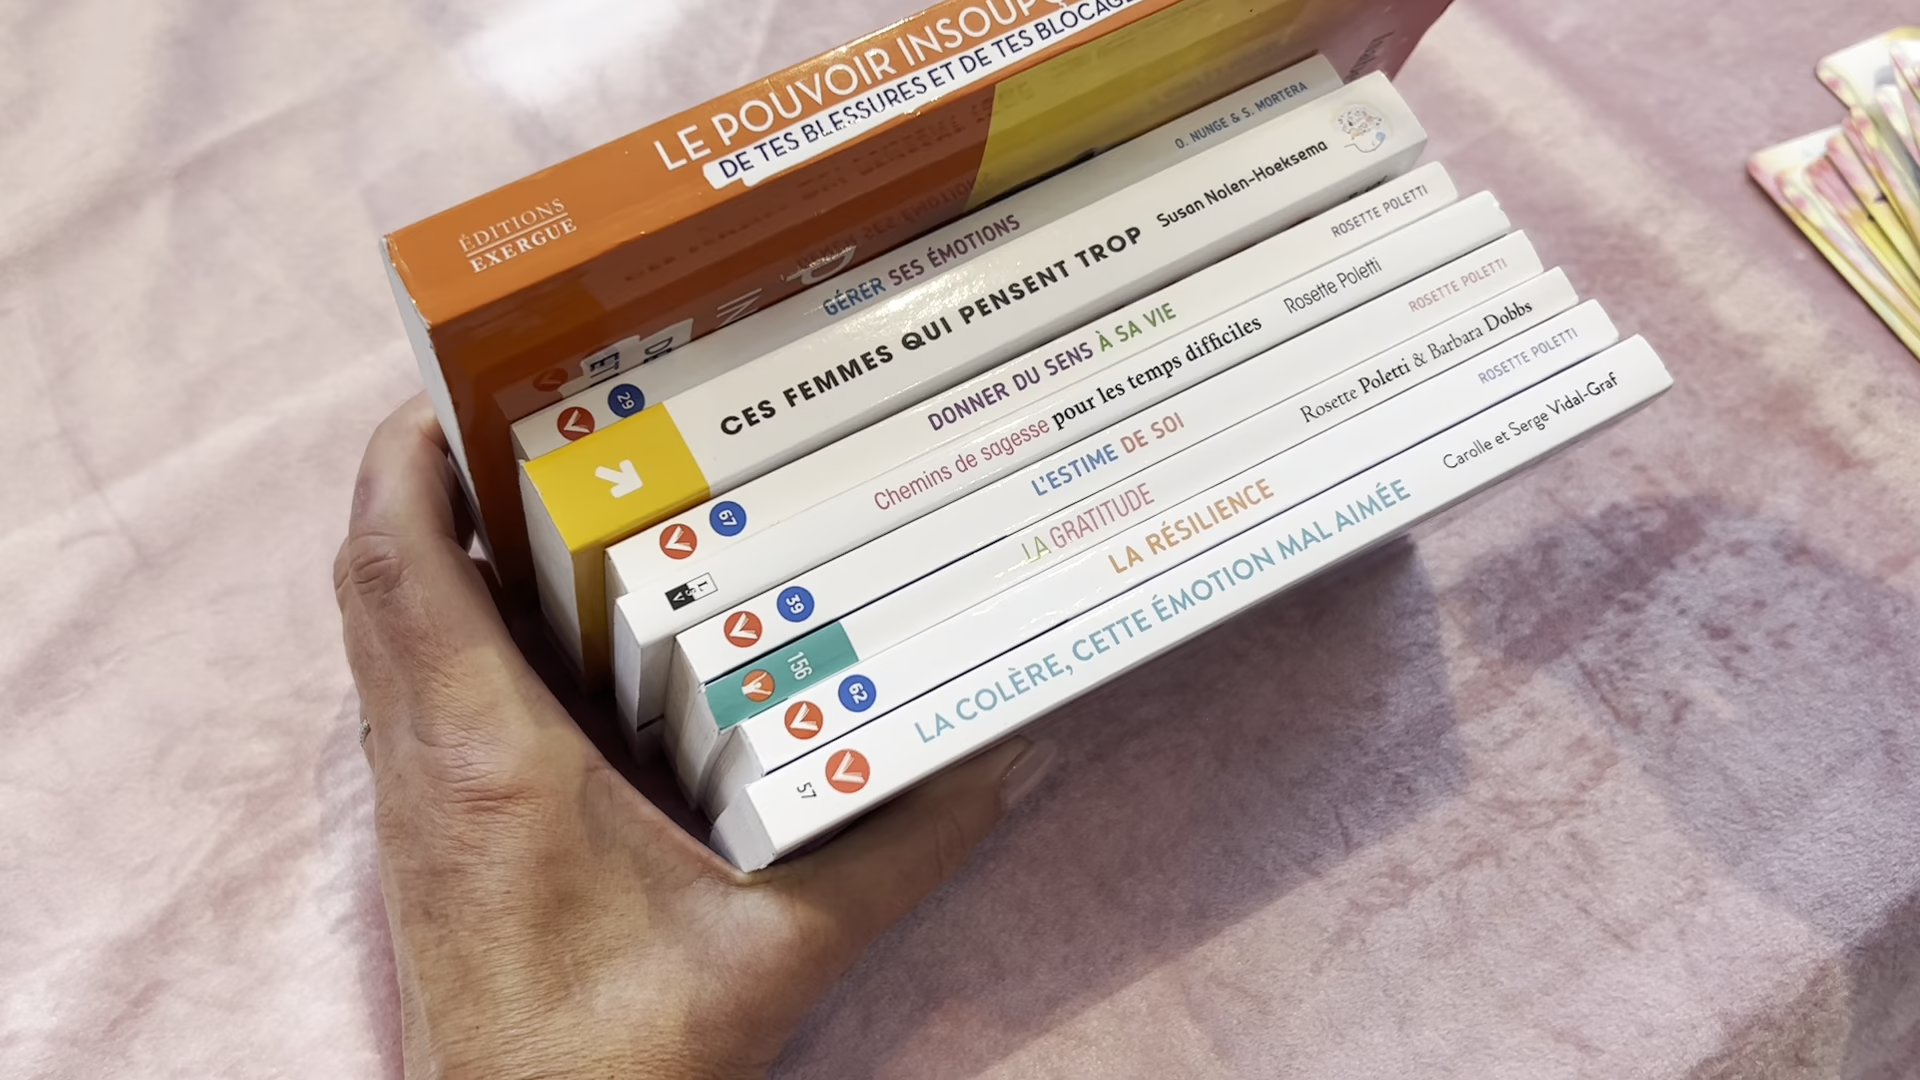 LE POUVOIR
DE TES BLESSURES ET DE TES
ÉDITIONS
EXERGUE
29
GÉRER SES ÉMOTIONS
O. NUNGE & S. MORTERA
CES FEMMES QUI PENSENT TROP
Susan Nolen-Hoeksema
67
DONNER DU SENS À SA VIE
ROSETTE POLETTI
Chemins de sagesse pour les temps difficiles
Rosette Poletti
39
L'ESTIME DE SOI
ROSETTE POLETTI
156
LA GRATITUDE
Rosette Poletti & Barbara Dobbs
62
LA RÉSILIENCE
ROSETTE POLETTI
57
LA COLÈRE, CETTE ÉMOTION MAL AIMÉE
Carolle et Serge Vidal-Graf